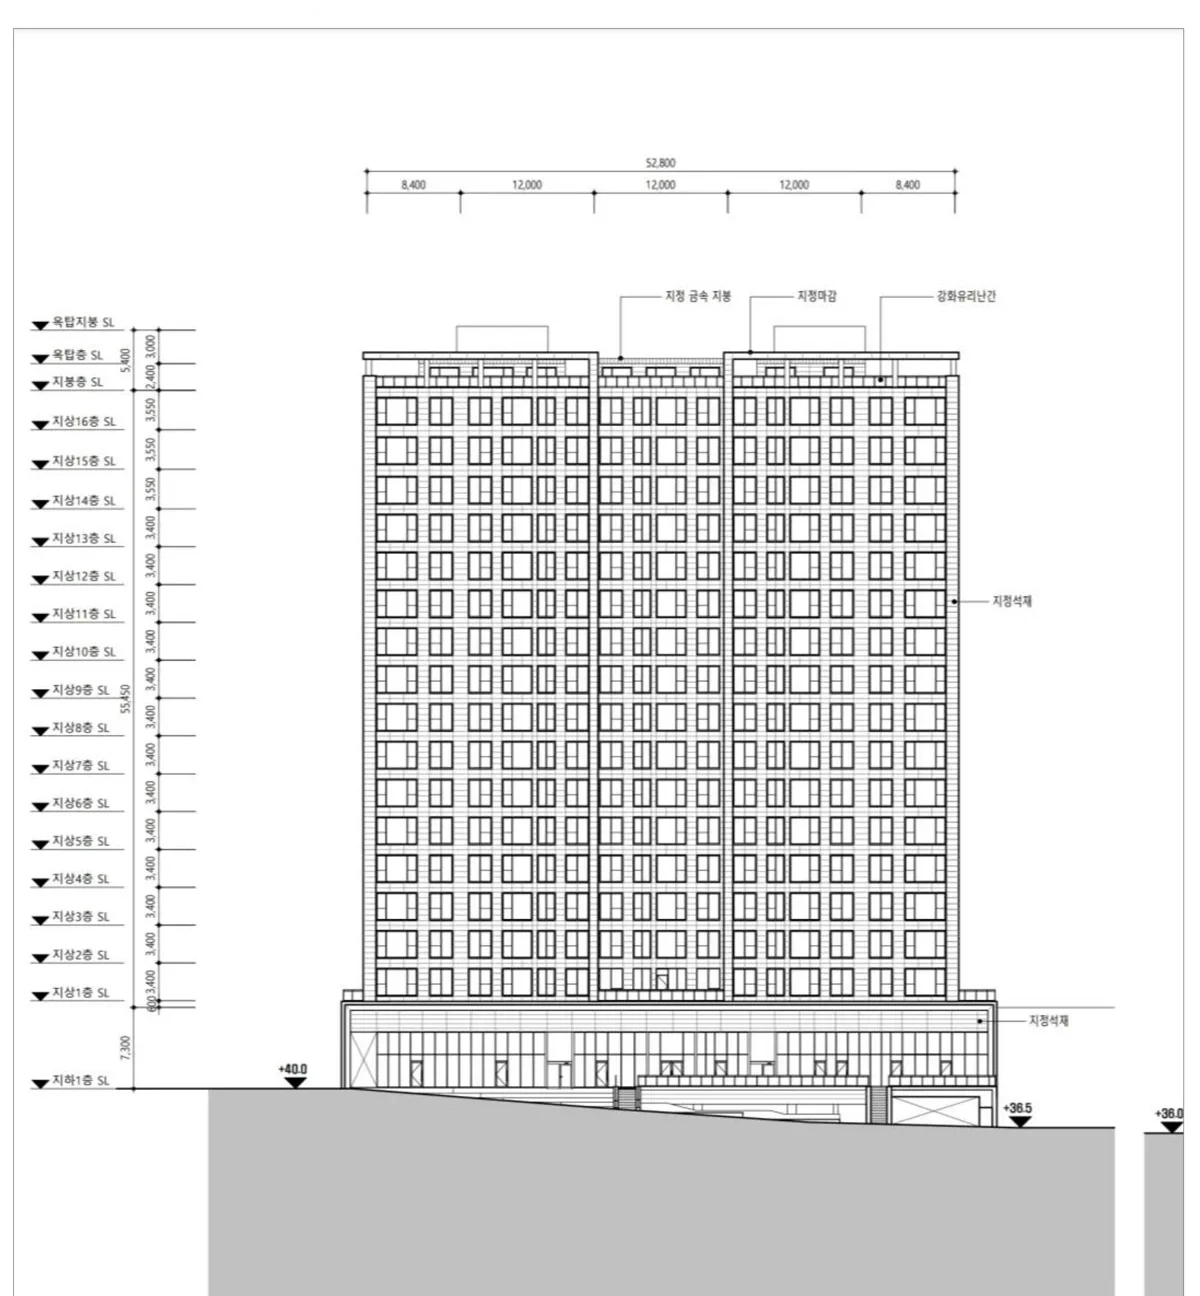 52,800
8,400 12,000 12,000 12,000 8,400
지정 금속 지붕 지정마감 강화유리난간
옥탑지붕 SL
3,000
옥탑층 SL
5,400
2,400
지붕층 SL
3,550
지상16층 SL
3,550
지상15층 SL
3,550
지상14층 SL
3,400
지상13층 SL
3,400
지상12층 SL
3,400
지정석재
지상11층 SL
3,400
지상10층 SL
3,400
지상9층 SL
55,450
3,400
지상8층 SL
3,400
지상7층 SL
3,400
지상6층 SL
3,400
지상5층 SL
3,400
지상4층 SL
3,400
지상3층 SL
3,400
지상2층 SL
3,400
지상1층 SL
600
지정석재
7,300
지하1층 SL
+40.0
+36.5
+36.0